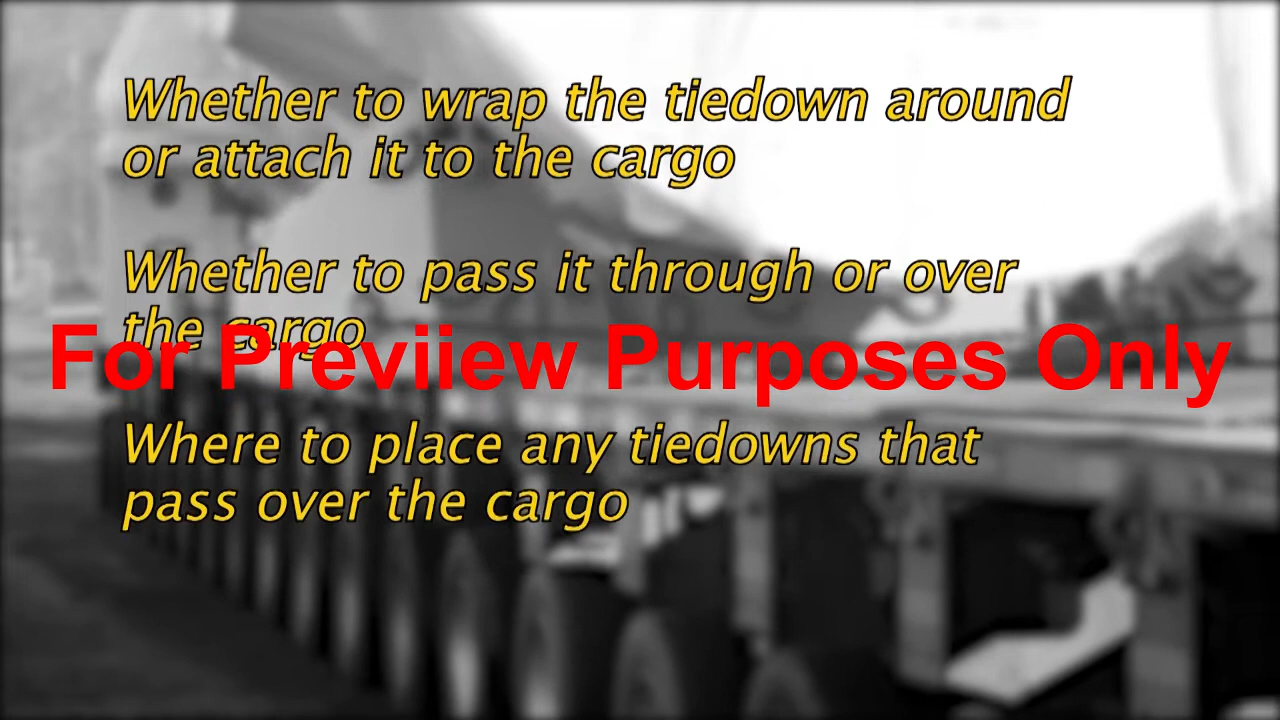 Whether to wrap the tiedown around
or attach it to the cargo
Whether to pass it through or over
the cargo
For Previiew Purposes Only
Where to place any tiedowns that
pass over the cargo